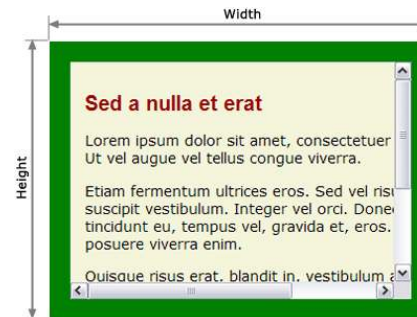 Width
Height
Sed a nulla et erat
Lorem ipsum dolor sit amet, consectetuer
Ut vel augue vel tellus congue viverra.
Etiam fermentum ultrices eros. Sed vel
suscipit vestibulum. Integer vel orci.
tincidunt eu, tempus vel, gravida et, eros.
posuere viverra enim.
Quisque risus erat, blandit in, vestibulum